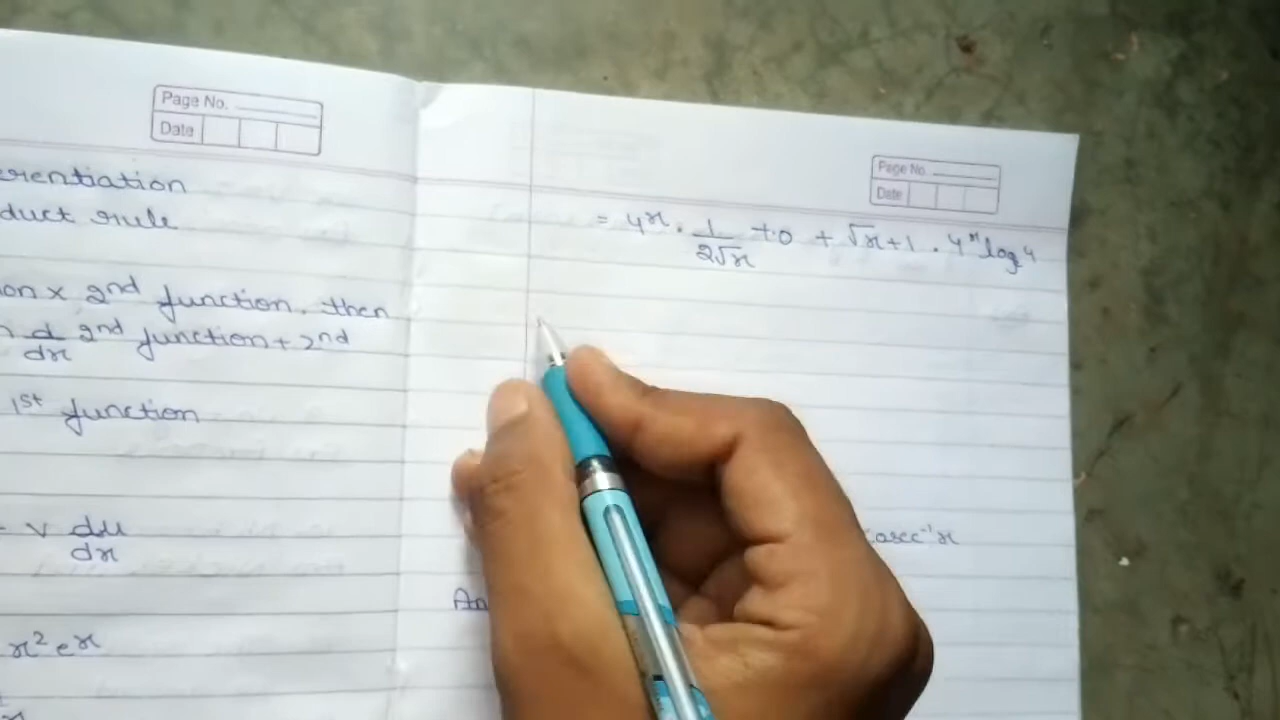 Page No.
Date
erentiation
duct rule
on x 2nd function, then
d/dx 2nd function + 2nd
1st function
v du/dx
x² eˣ
Page No.
Date
= 4ˣ . 1/2√x + 0 + √x + 1 . 4ˣ log 4
cosec⁻¹x
An